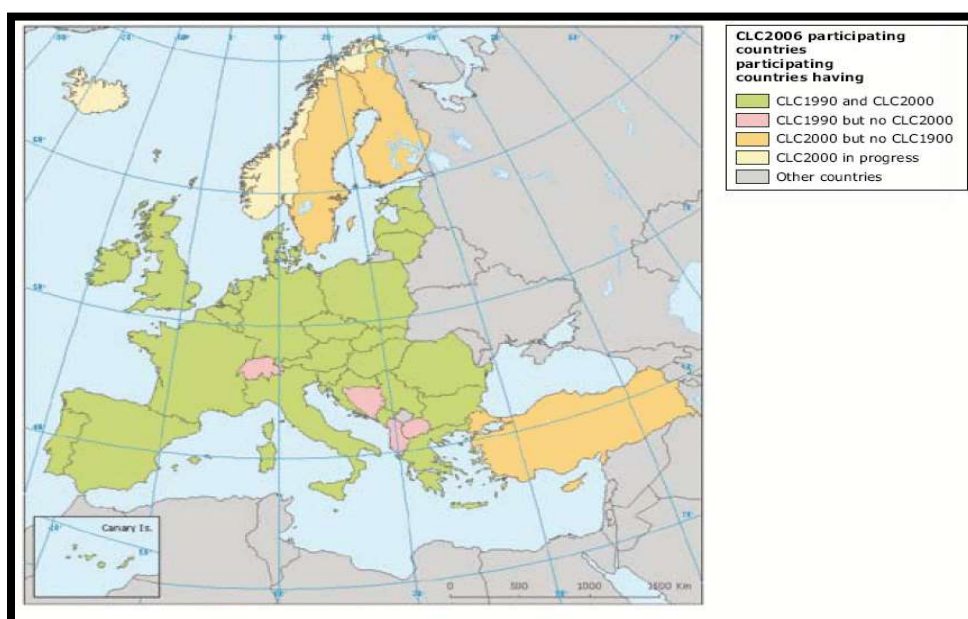 CLC2006 participating
countries
participating
countries having
CLC1990 and CLC2000
CLC1990 but no CLC2000
CLC2000 but no CLC1900
CLC2000 in progress
Other countries
Canary Is.
0 500 1000 1500 Km